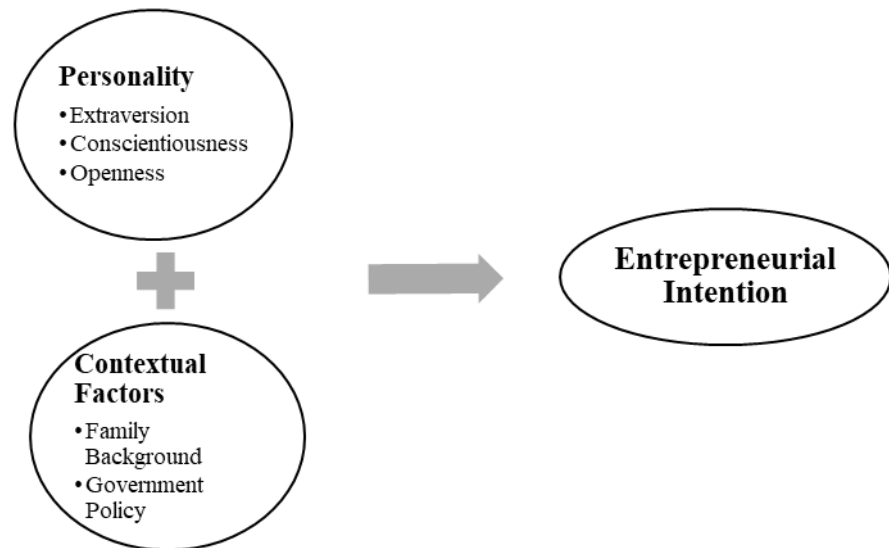 Personality
•Extraversion
•Conscientiousness
•Openness
Contextual
Factors
•Family
Background
•Government
Policy
Entrepreneurial
Intention